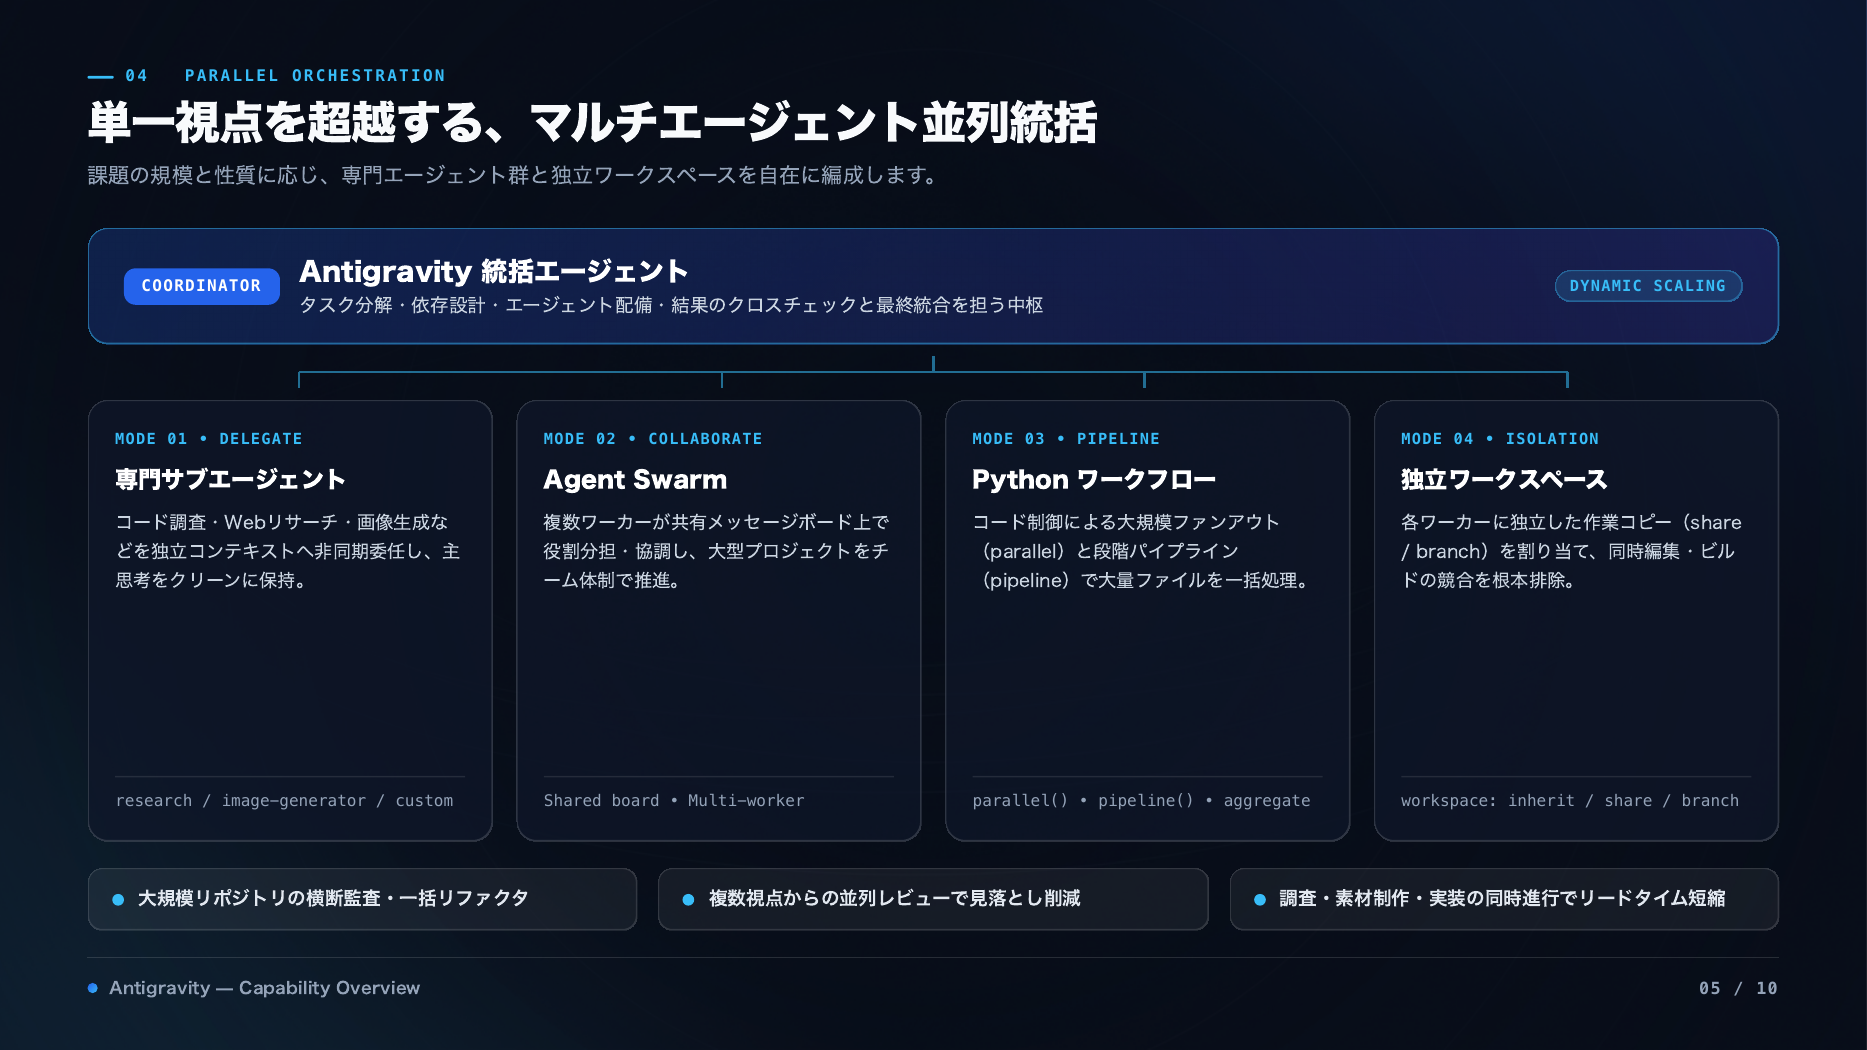 04 PARALLEL ORCHESTRATION
単一視点を超越する、マルチエージェント並列統括
課題の規模と性質に応じ、専門エージェント群と独立ワークスペースを自在に編成します。
COORDINATOR
Antigravity 統括エージェント
タスク分解・依存設計・エージェント配備・結果のクロスチェックと最終統合を担う中枢
DYNAMIC SCALING
MODE 01 • DELEGATE
専門サブエージェント
コード調査・Webリサーチ・画像生成な
どを独立コンテキストへ非同期委任し、主
思考をクリーンに保持。
research / image-generator / custom
MODE 02 • COLLABORATE
Agent Swarm
複数ワーカーが共有メッセージボード上で
役割分担・協調し、大型プロジェクトをチ
ーム体制で推進。
Shared board • Multi-worker
MODE 03 • PIPELINE
Python ワークフロー
コード制御による大規模ファンアウト
（parallel）と段階パイプライン
（pipeline）で大量ファイルを一括処理。
parallel() • pipeline() • aggregate
MODE 04 • ISOLATION
独立ワークスペース
各ワーカーに独立した作業コピー（share
/ branch）を割り当て、同時編集・ビル
ドの競合を根本排除。
workspace: inherit / share / branch
大規模リポジトリの横断監査・一括リファクタ
複数視点からの並列レビューで見落とし削減
調査・素材制作・実装の同時進行でリードタイム短縮
Antigravity — Capability Overview
05 / 10